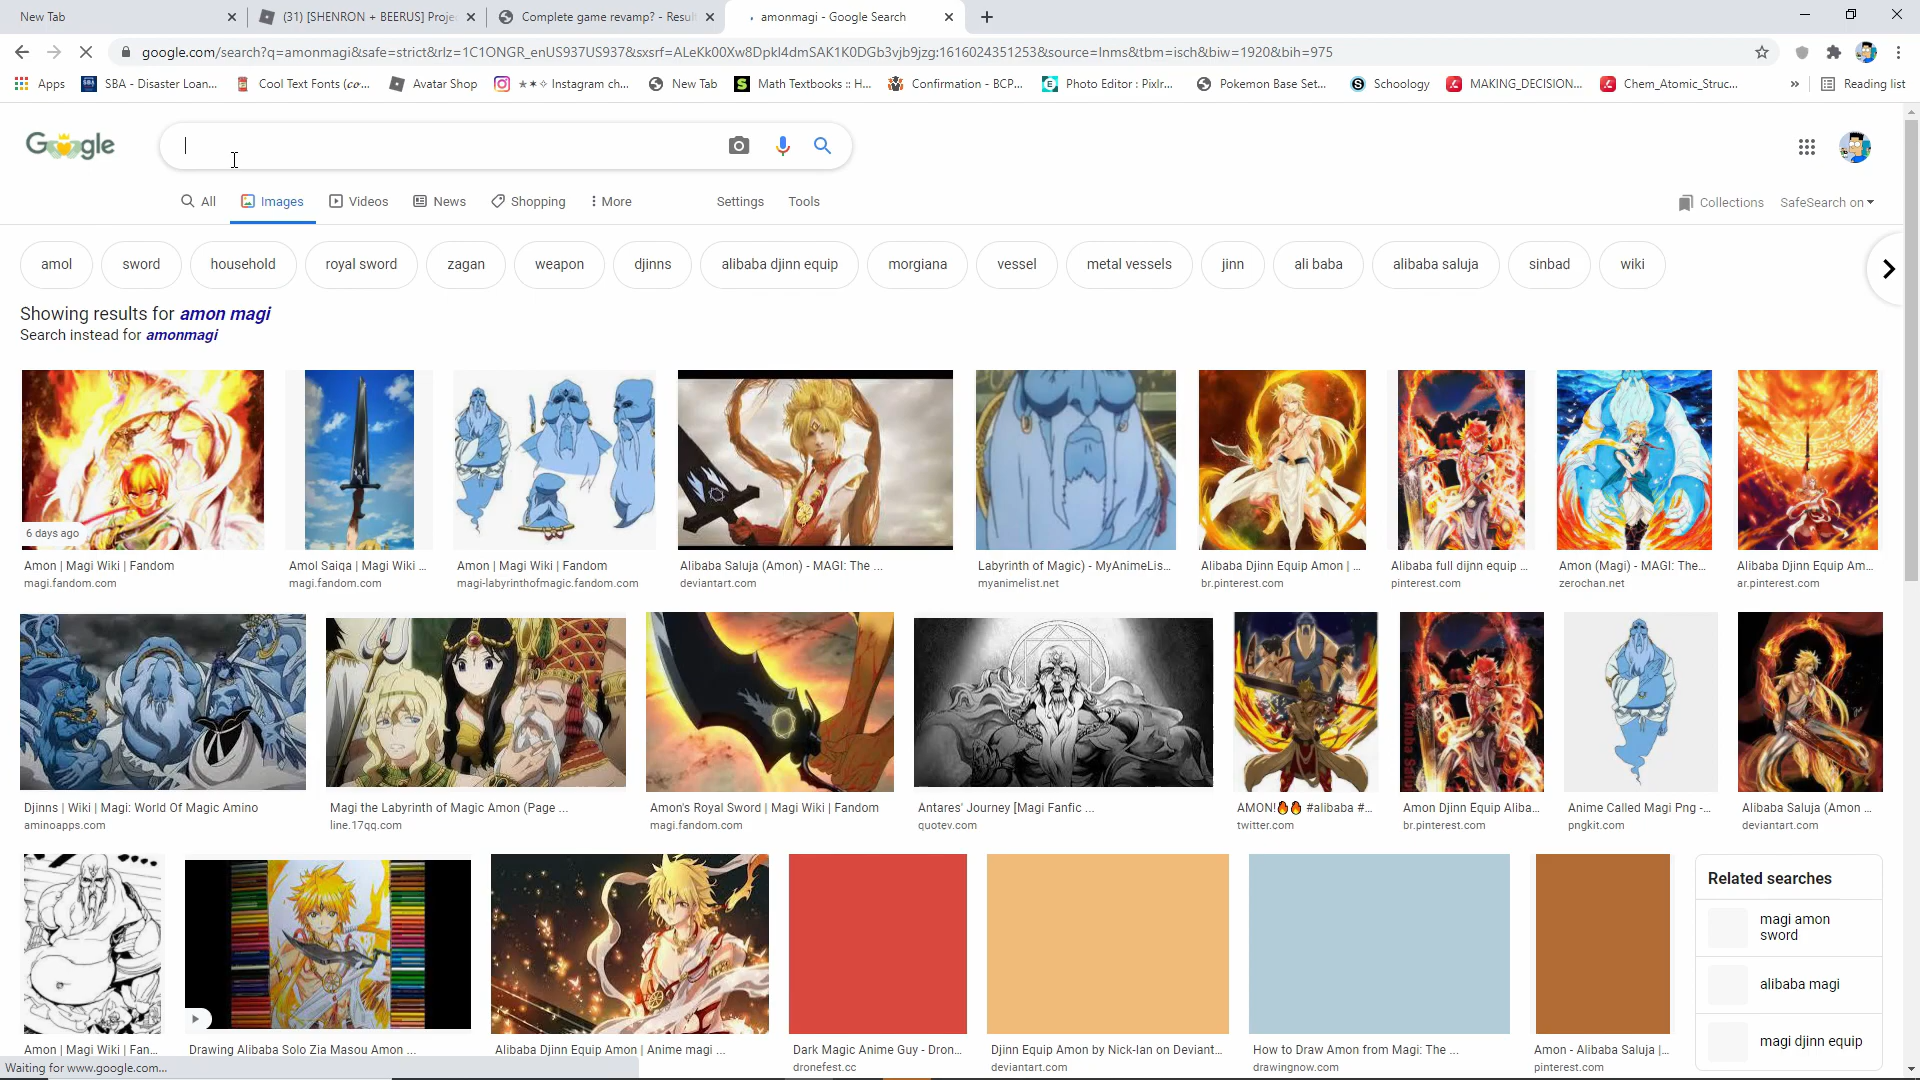 New Tab
(31) [SHENRON + BEERUS] Proje
Complete game revamp? - Resul
amonmagi - Google Search
google.com/search?q=amonmagi&safe=strict&rlz=1C1ONGR_enUS937US937&sxsrf=ALeKk00Xw8Dpkl4dmSAK1K0DGb3vjb9jzg:1616024351253&source=lnms&tbm=isch&biw=1920&bih=975
Apps
SBA - Disaster Loan...
Cool Text Fonts (𝒸𝑜...
Avatar Shop
★✶✧ Instagram ch...
New Tab
Math Textbooks :: H...
Confirmation - BCP...
Photo Editor : Pixlr...
Pokemon Base Set...
Schoology
MAKING_DECISION...
Chem_Atomic_Struc...
»
Reading list
Google
All
Images
Videos
News
Shopping
More
Settings
Tools
Collections
SafeSearch on
amol
sword
household
royal sword
zagan
weapon
djinns
alibaba djinn equip
morgiana
vessel
metal vessels
jinn
ali baba
alibaba saluja
sinbad
wiki
Showing results for amon magi
Search instead for amonmagi
6 days ago
Amon | Magi Wiki | Fandom
magi.fandom.com
Amol Saiqa | Magi Wiki ...
magi.fandom.com
Amon | Magi Wiki | Fandom
magi-labyrinthofmagic.fandom.com
Alibaba Saluja (Amon) - MAGI: The ...
deviantart.com
Labyrinth of Magic) - MyAnimeLis...
myanimelist.net
Alibaba Djinn Equip Amon | ...
br.pinterest.com
Alibaba full dijnn equip ...
pinterest.com
Amon (Magi) - MAGI: The...
zerochan.net
Alibaba Djinn Equip Am...
ar.pinterest.com
Djinns | Wiki | Magi: World Of Magic Amino
aminoapps.com
Magi the Labyrinth of Magic Amon (Page ...
line.17qq.com
Amon's Royal Sword | Magi Wiki | Fandom
magi.fandom.com
Antares' Journey [Magi Fanfic ...
quotev.com
AMON!🔥🔥 #alibaba #...
twitter.com
Amon Djinn Equip Aliba...
br.pinterest.com
Anime Called Magi Png -...
pngkit.com
Alibaba Saluja (Amon ...
deviantart.com
Amon | Magi Wiki | Fan...
Drawing Alibaba Solo Zia Masou Amon ...
Alibaba Djinn Equip Amon | Anime magi ...
Dark Magic Anime Guy - Dron...
dronefest.cc
Djinn Equip Amon by Nick-Ian on Deviant...
deviantart.com
How to Draw Amon from Magi: The ...
drawingnow.com
Amon - Alibaba Saluja |...
pinterest.com
Related searches
magi amon
sword
alibaba magi
magi djinn equip
Waiting for www.google.com...